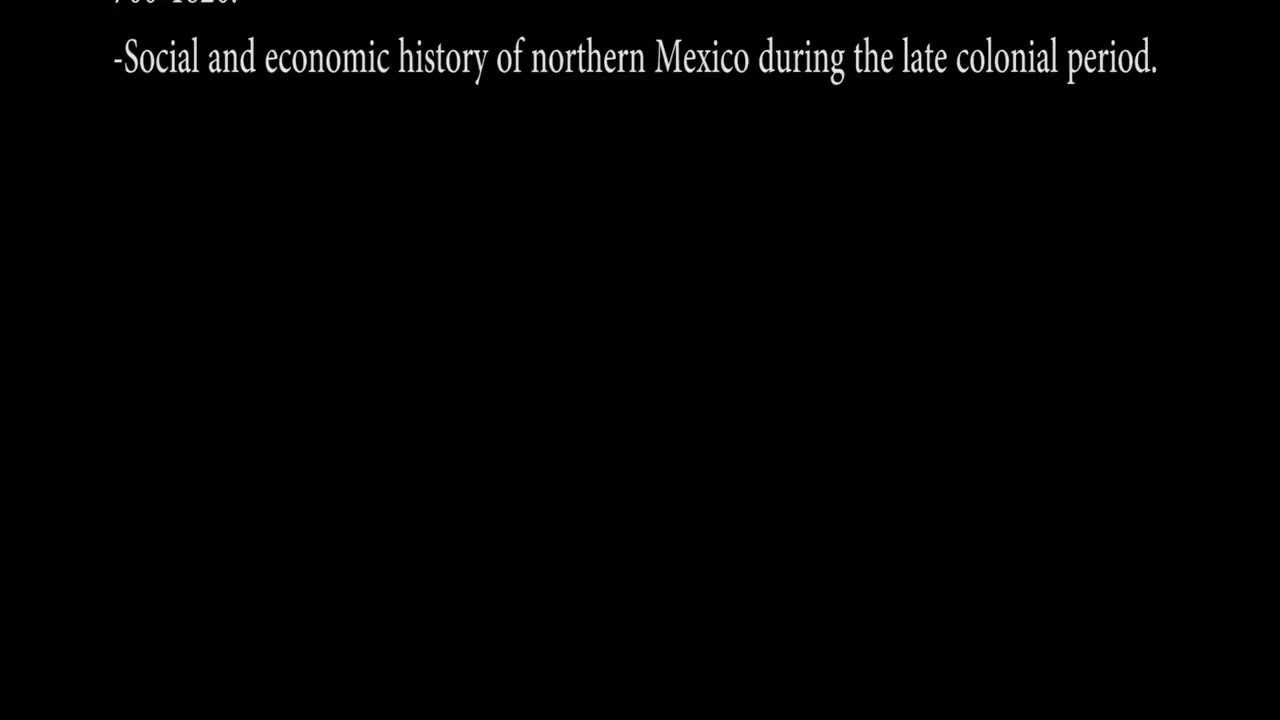 -Social and economic history of northern Mexico during the late colonial period.